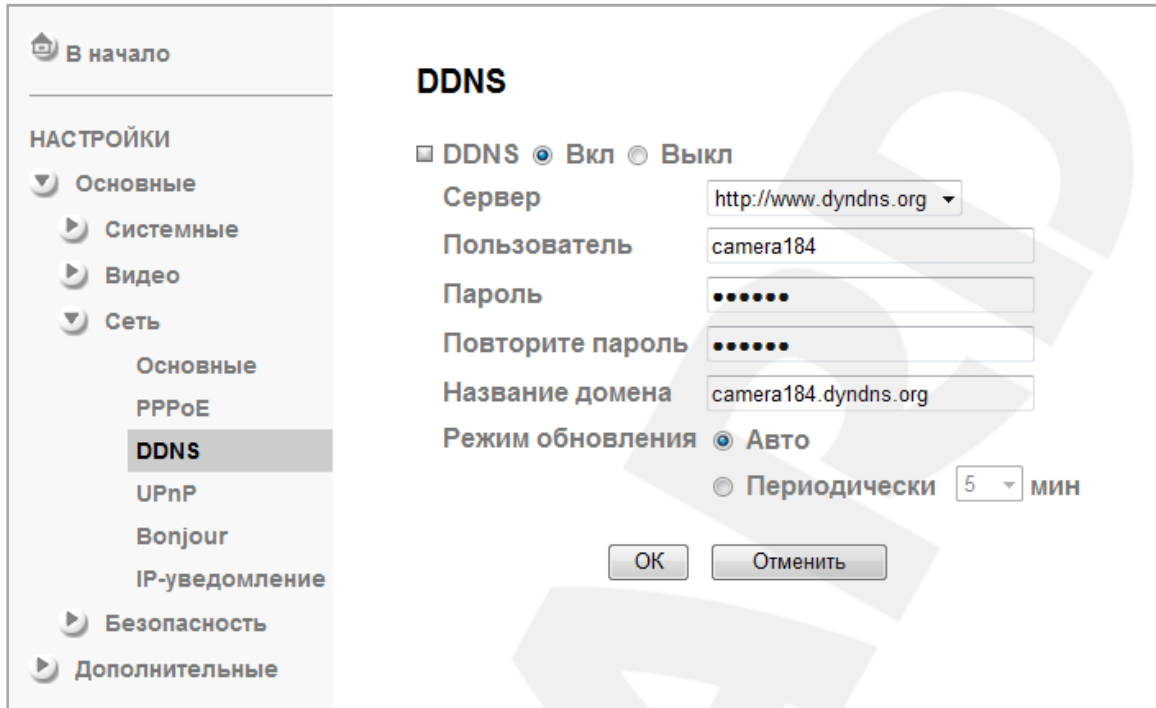 В начало
НАСТРОЙКИ
Основные
Системные
Видео
Сеть
Основные
PPPoE
DDNS
UPnP
Bonjour
IP-уведомление
Безопасность
Дополнительные
DDNS
DDNS Вкл Выкл
Сервер http://www.dyndns.org
Пользователь camera184
Пароль ••••••
Повторите пароль ••••••
Название домена camera184.dyndns.org
Режим обновления Авто
Периодически 5 мин
ОК Отменить